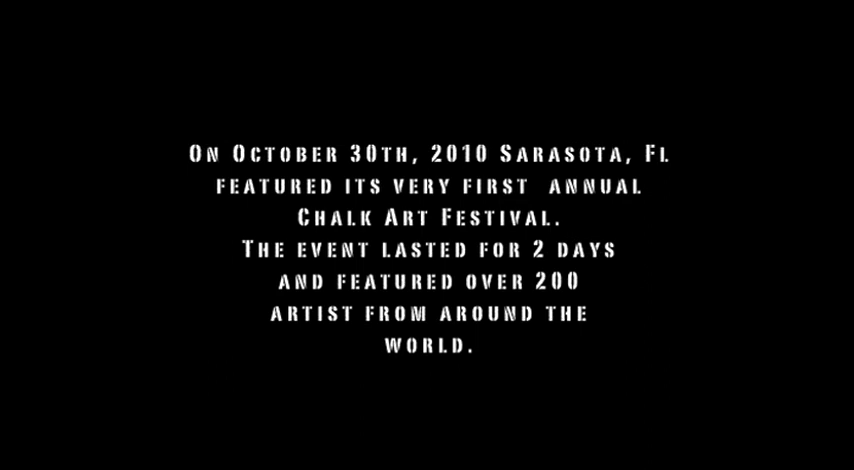 On October 30th, 2010 Sarasota, Fl
featured its very first annual
Chalk Art Festival.
The event lasted for 2 days
and featured over 200
artist from around the
world.